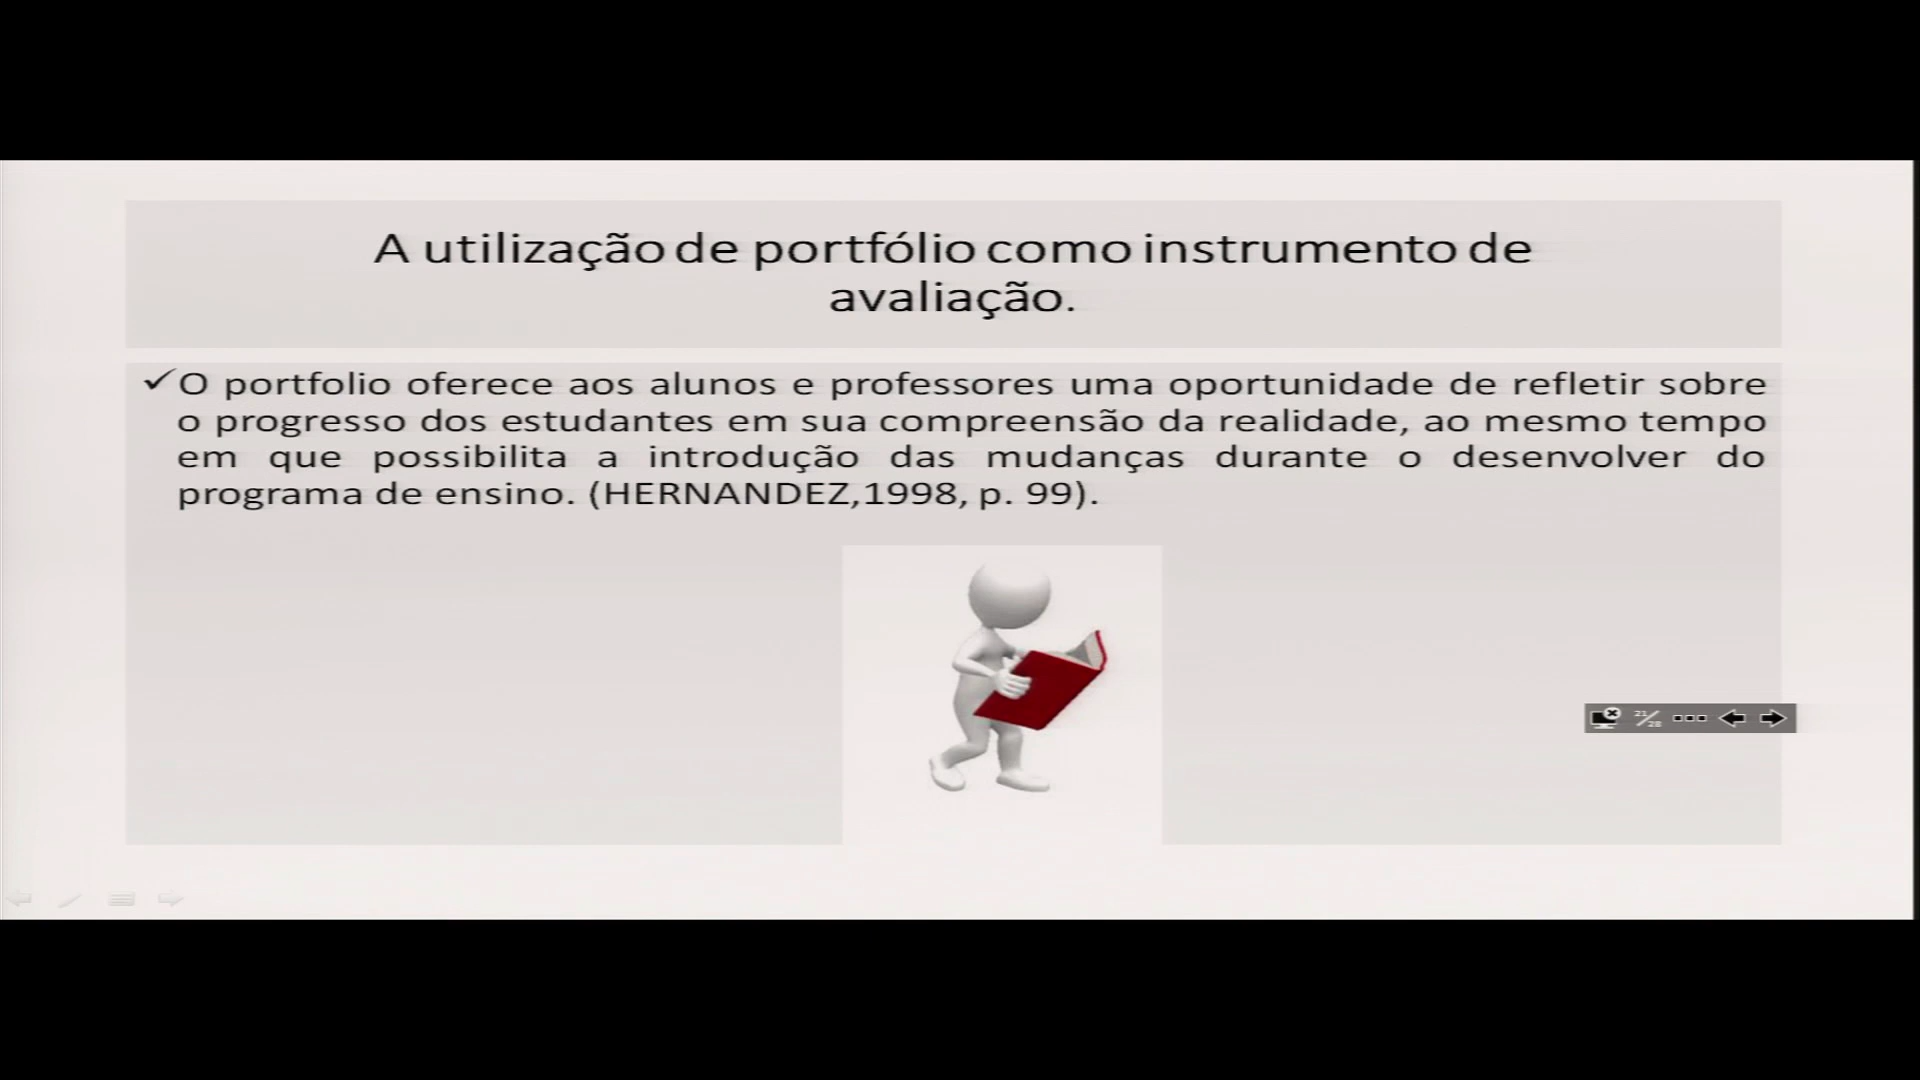 A utilização de portfólio como instrumento de
avaliação.
✓O portfolio oferece aos alunos e professores uma oportunidade de refletir sobre
o progresso dos estudantes em sua compreensão da realidade, ao mesmo tempo
em que possibilita a introdução das mudanças durante o desenvolver do
programa de ensino. (HERNANDEZ,1998, p. 99).
21/28